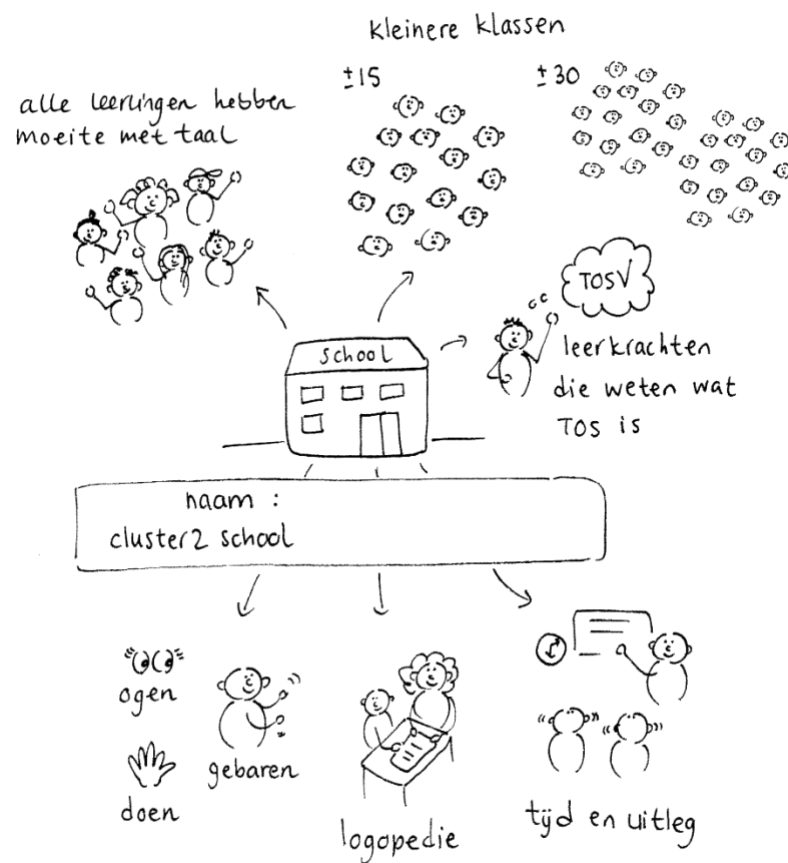 kleinere klassen
±15
±30
alle leerlingen hebben
moeite met taal
TOS√
school
leerkrachten
die weten wat
TOS is
naam :
cluster2 school
ogen
doen
gebaren
logopedie
tijd en uitleg